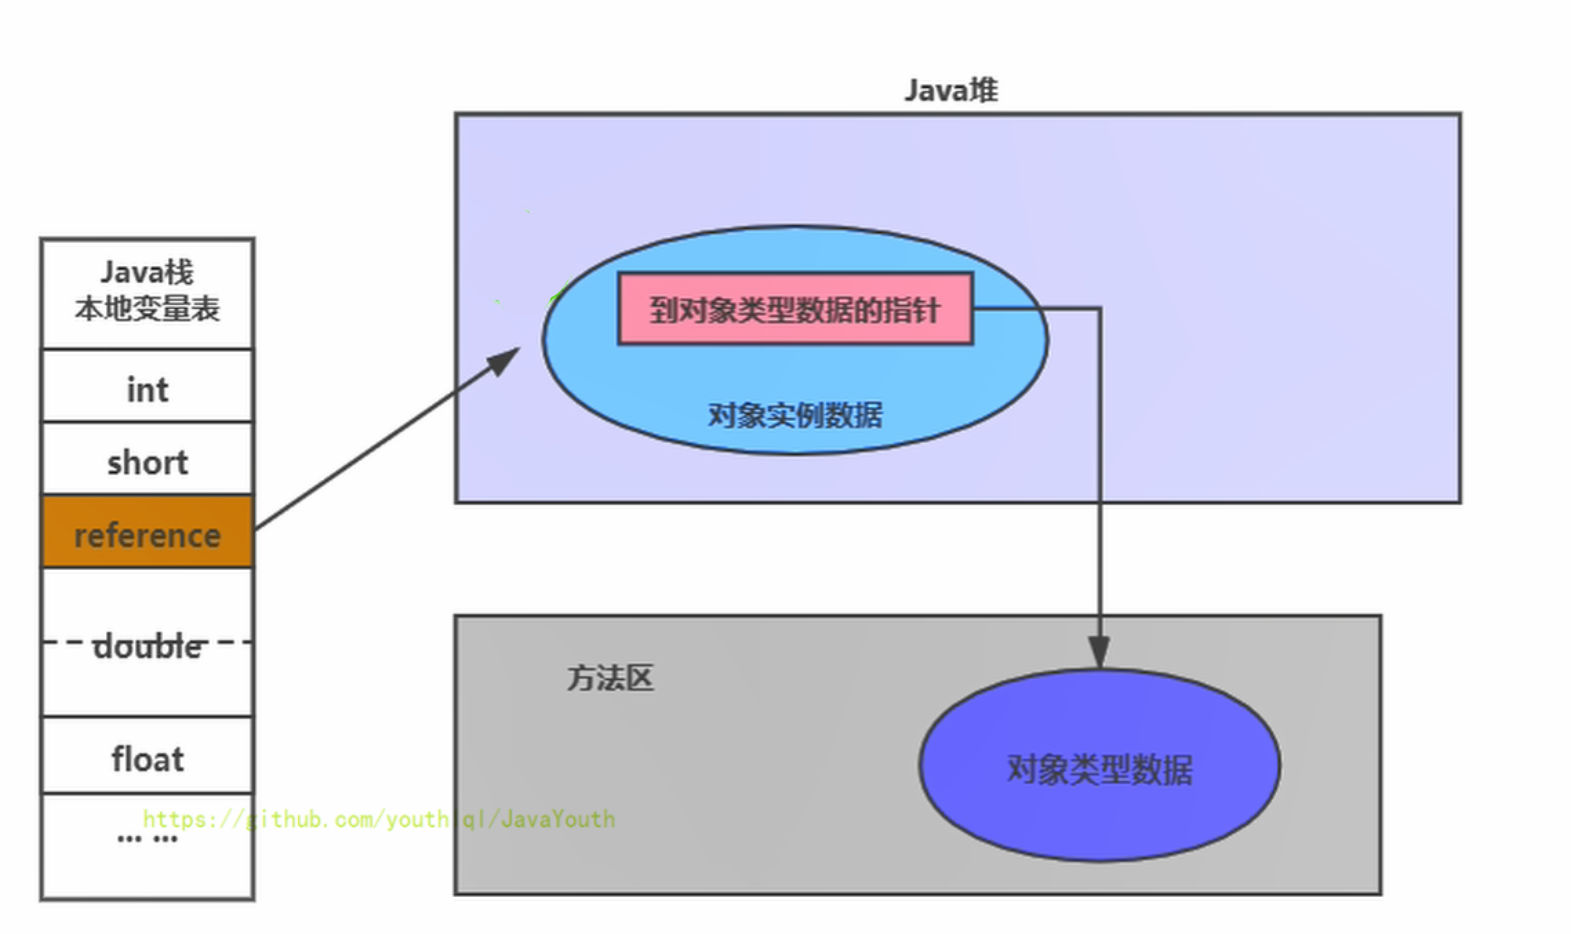 Java堆
Java栈
本地变量表
int
short
reference
double
float
... ...
到对象类型数据的指针
对象实例数据
方法区
对象类型数据
https://github.com/youthlql/JavaYouth